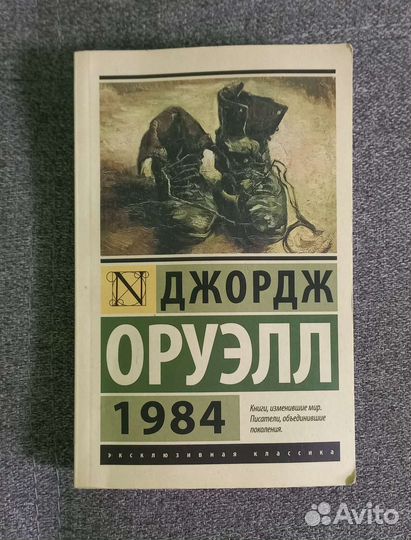 N ДЖОРДЖ
ОРУЭЛЛ
1984
Книги, изменившие мир.
Писатели, объединившие
поколения.
эксклюзивная классика
Avito